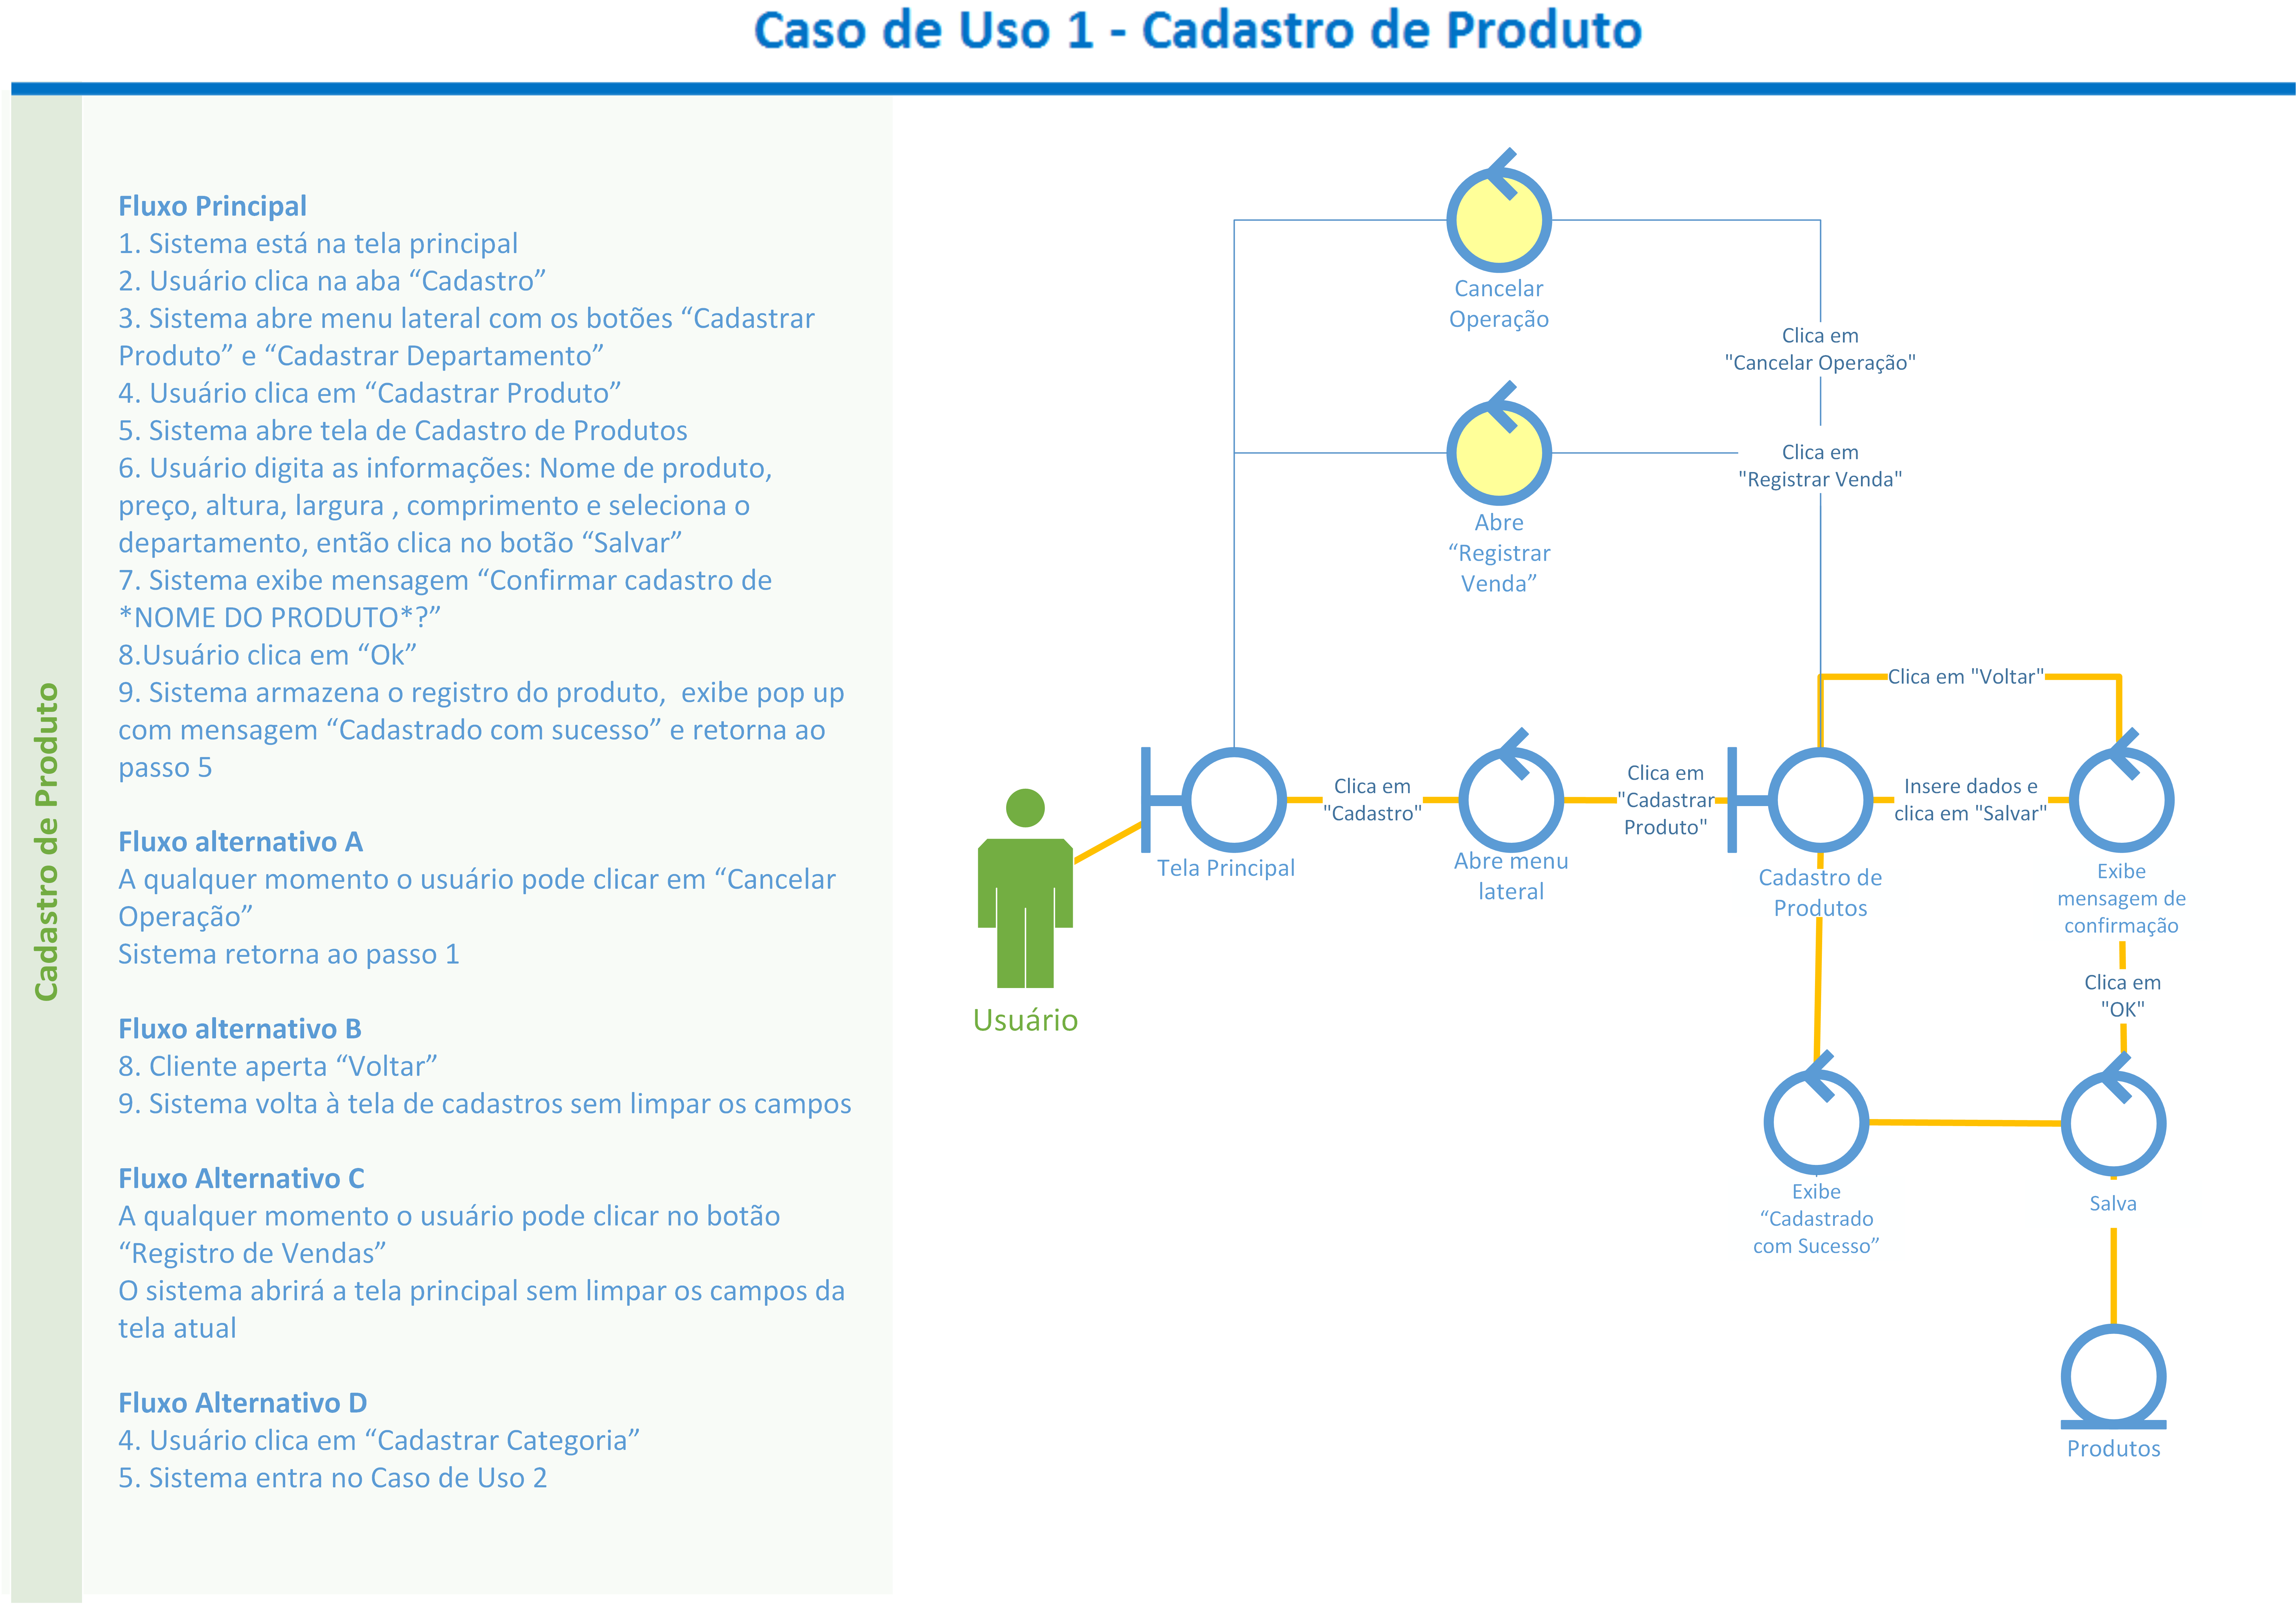 Caso de Uso 1 - Cadastro de Produto
Cadastro de Produto
Fluxo Principal
1. Sistema está na tela principal
2. Usuário clica na aba “Cadastro”
3. Sistema abre menu lateral com os botões “Cadastrar
Produto” e “Cadastrar Departamento”
4. Usuário clica em “Cadastrar Produto”
5. Sistema abre tela de Cadastro de Produtos
6. Usuário digita as informações: Nome de produto,
preço, altura, largura , comprimento e seleciona o
departamento, então clica no botão “Salvar”
7. Sistema exibe mensagem “Confirmar cadastro de
*NOME DO PRODUTO*?”
8.Usuário clica em “Ok”
9. Sistema armazena o registro do produto,  exibe pop up
com mensagem “Cadastrado com sucesso” e retorna ao
passo 5
Fluxo alternativo A
A qualquer momento o usuário pode clicar em “Cancelar
Operação”
Sistema retorna ao passo 1
Fluxo alternativo B
8. Cliente aperta “Voltar”
9. Sistema volta à tela de cadastros sem limpar os campos
Fluxo Alternativo C
A qualquer momento o usuário pode clicar no botão
“Registro de Vendas”
O sistema abrirá a tela principal sem limpar os campos da
tela atual
Fluxo Alternativo D
4. Usuário clica em “Cadastrar Categoria”
5. Sistema entra no Caso de Uso 2
Cancelar
Operação
Clica em
"Cancelar Operação"
Clica em
"Registrar Venda"
Abre
“Registrar
Venda”
Clica em "Voltar"
Usuário
Tela Principal
Clica em
"Cadastro"
Abre menu
lateral
Clica em
"Cadastrar
Produto"
Cadastro de
Produtos
Insere dados e
clica em "Salvar"
Exibe
mensagem de
confirmação
Clica em
"OK"
Exibe
“Cadastrado
com Sucesso”
Salva
Produtos